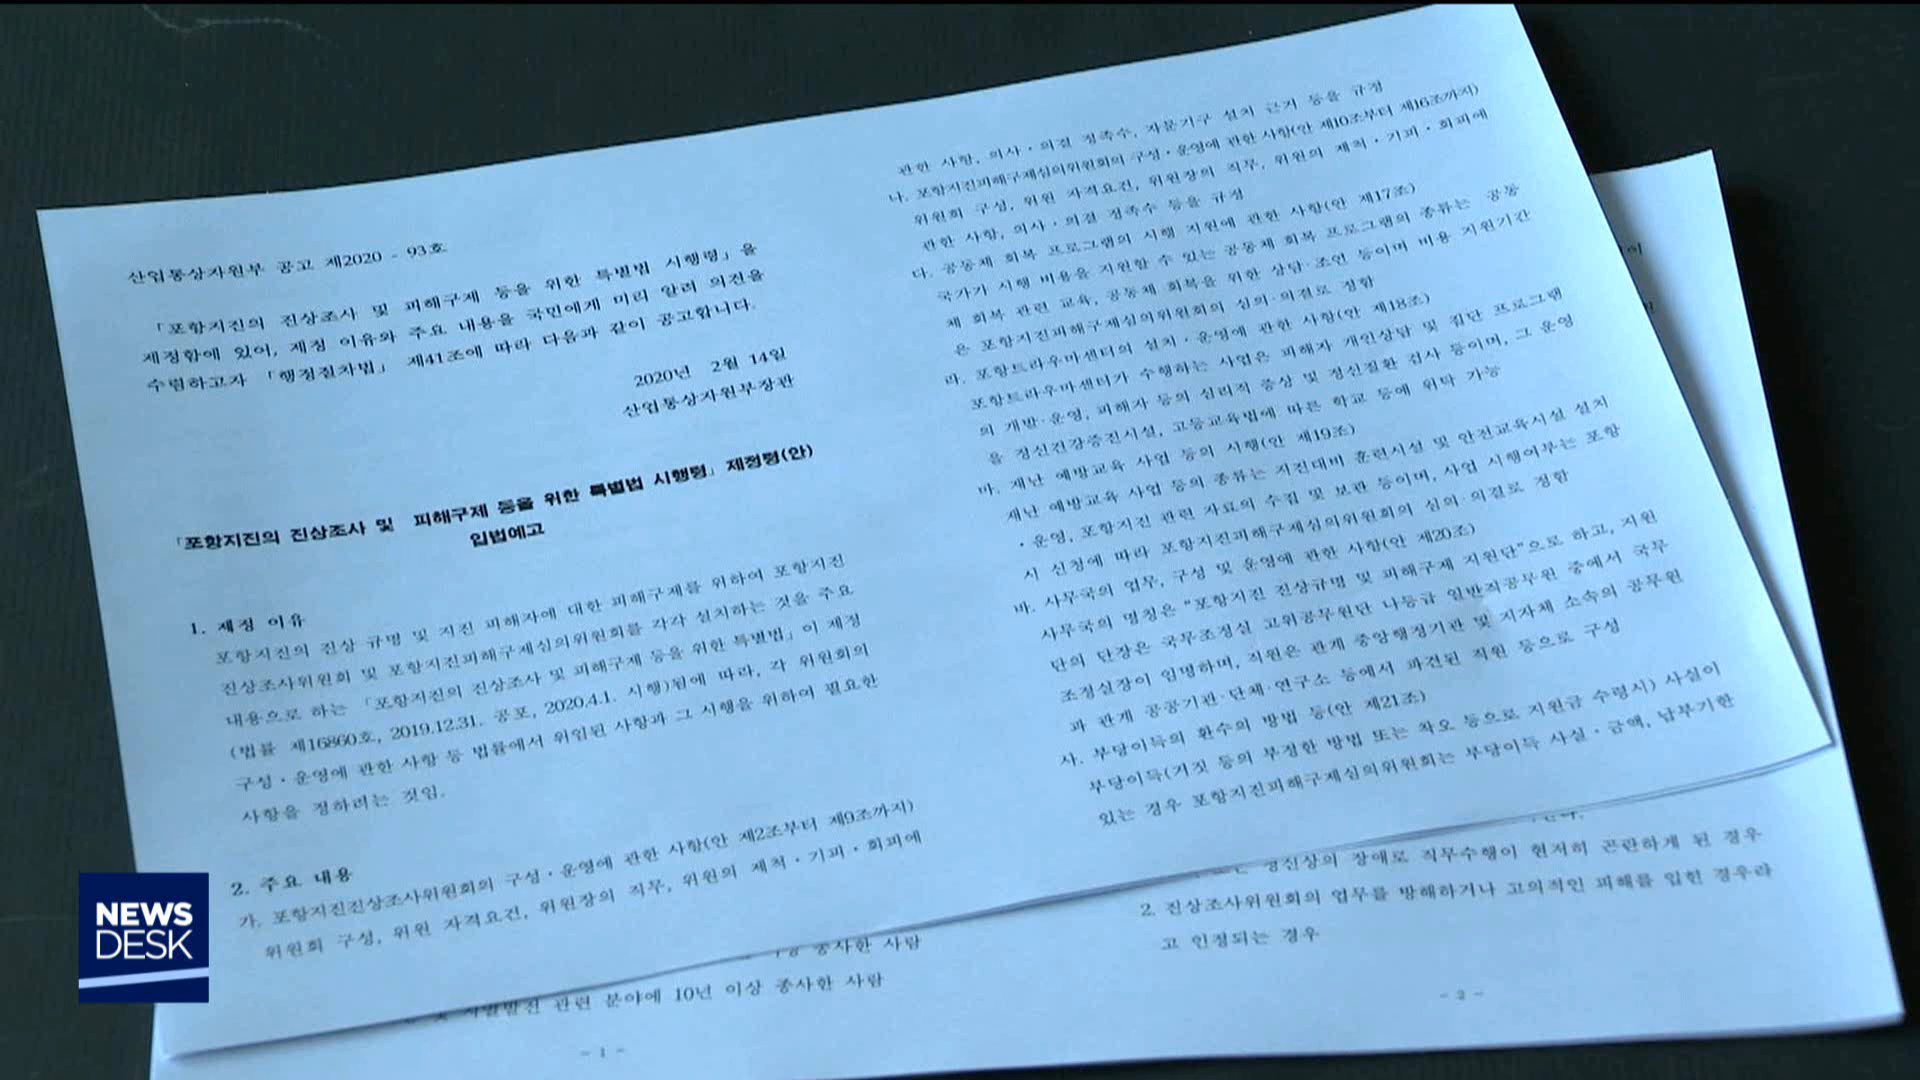 산업통상자원부 공고 제2020 - 93호
「포항지진의 진상조사 및 피해구제 등을 위한 특별법 시행령」을
제정함에 있어, 제정 이유와 주요 내용을 국민에게 미리 알려 의견을
수렴하고자 「행정절차법」 제41조에 따라 다음과 같이 공고합니다.
2020년 2월 14일
산업통상자원부장관
「포항지진의 진상조사 및 피해구제 등을 위한 특별법 시행령」 제정령(안)
입법예고
1. 제정 이유
포항지진의 진상 규명 및 지진 피해자에 대한 피해구제를 위하여 포항지진
진상조사위원회 및 포항지진피해구제심의위원회를 각각 설치하는 것을 주요
내용으로 하는 「포항지진의 진상조사 및 피해구제 등을 위한 특별법」이 제정
(법률 제16860호, 2019.12.31. 공포, 2020.4.1. 시행)됨에 따라, 각 위원회의
구성・운영에 관한 사항 등 법률에서 위임된 사항과 그 시행을 위하여 필요한
사항을 정하려는 것임.
2. 주요 내용
가. 포항지진진상조사위원회의 구성・운영에 관한 사항(안 제2조부터 제9조까지)
위원회 구성, 위원 자격요건, 위원장의 직무, 위원의 제척・기피・회피에
관한 사항, 의사・의결 정족수, 자문기구 설치 근거 등을 규정
나. 포항지진피해구제심의위원회의 구성・운영에 관한 사항(안 제10조부터 제16조까지)
위원회 구성, 위원 자격요건, 위원장의 직무, 위원의 제척・기피・회피에
관한 사항, 의사・의결 정족수 등을 규정
다. 공동체 회복 프로그램의 시행 지원에 관한 사항(안 제17조)
국가가 시행 비용을 지원할 수 있는 공동체 회복 프로그램의 종류는 공동
체 회복 관련 교육, 공동체 회복을 위한 상담·조언 등이며 비용 지원기간
은 포항지진피해구제심의위원회의 심의·의결로 정함
라. 포항트라우마센터의 설치・운영에 관한 사항(안 제18조)
포항트라우마센터가 수행하는 사업은 피해자 개인상담 및 집단 프로그램
의 개발·운영, 피해자 등의 심리적 증상 및 정신질환 검사 등이며, 그 운영
을 정신건강증진시설, 고등교육법에 따른 학교 등에 위탁 가능
마. 재난 예방교육 사업 등의 시행(안 제19조)
재난 예방교육 사업 등의 종류는 지진대비 훈련시설 및 안전교육시설 설치
・운영, 포항지진 관련 자료의 수집 및 보관 등이며, 사업 시행여부는 포항
시 신청에 따라 포항지진피해구제심의위원회의 심의·의결로 정함
바. 사무국의 업무, 구성 및 운영에 관한 사항(안 제20조)
사무국의 명칭은 “포항지진 진상규명 및 피해구제 지원단”으로 하고, 지원
단의 단장은 국무조정실 고위공무원단 나등급 일반직공무원 중에서 국무
조정실장이 임명하며, 직원은 관계 중앙행정기관 및 지자체 소속의 공무원
과 관계 공공기관·단체·연구소 등에서 파견된 직원 등으로 구성
사. 부당이득의 환수의 방법 등(안 제21조)
부당이득(거짓 등의 부정한 방법 또는 착오 등으로 지원금 수령시) 사실이
있는 경우 포항지진피해구제심의위원회는 부당이득 사실・금액, 납부기한
종사한 사람
관련 분야에 10년 이상 종사한 사람
- 1 -
정신상의 장애로 직무수행이 현저히 곤란하게 된 경우
2. 진상조사위원회의 업무를 방해하거나 고의적인 피해를 입힌 경우라
고 인정되는 경우
- 2 -
NEWS
DESK